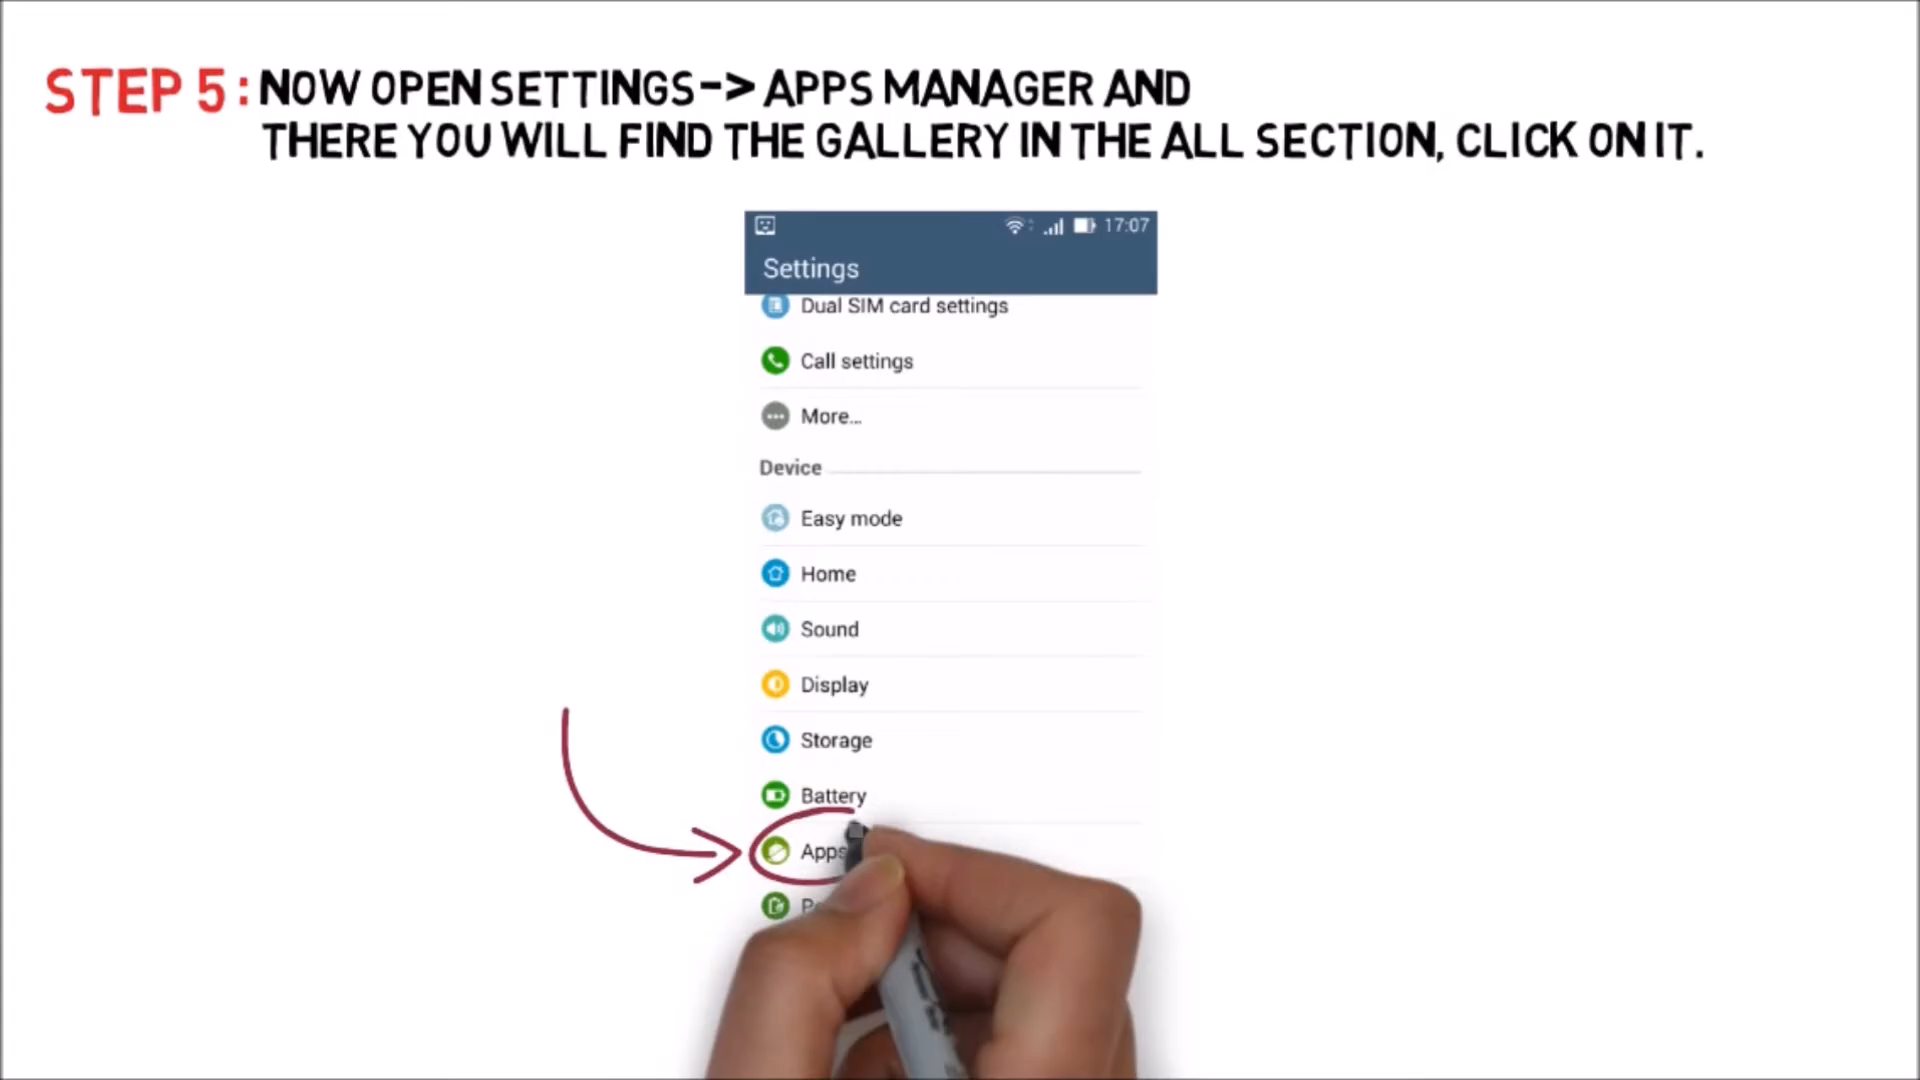 STEP 5 : NOW OPEN SETTINGS -> APPS MANAGER AND
THERE YOU WILL FIND THE GALLERY IN THE ALL SECTION, CLICK ON IT.
17:07
Settings
Dual SIM card settings
Call settings
More...
Device
Easy mode
Home
Sound
Display
Storage
Battery
Apps